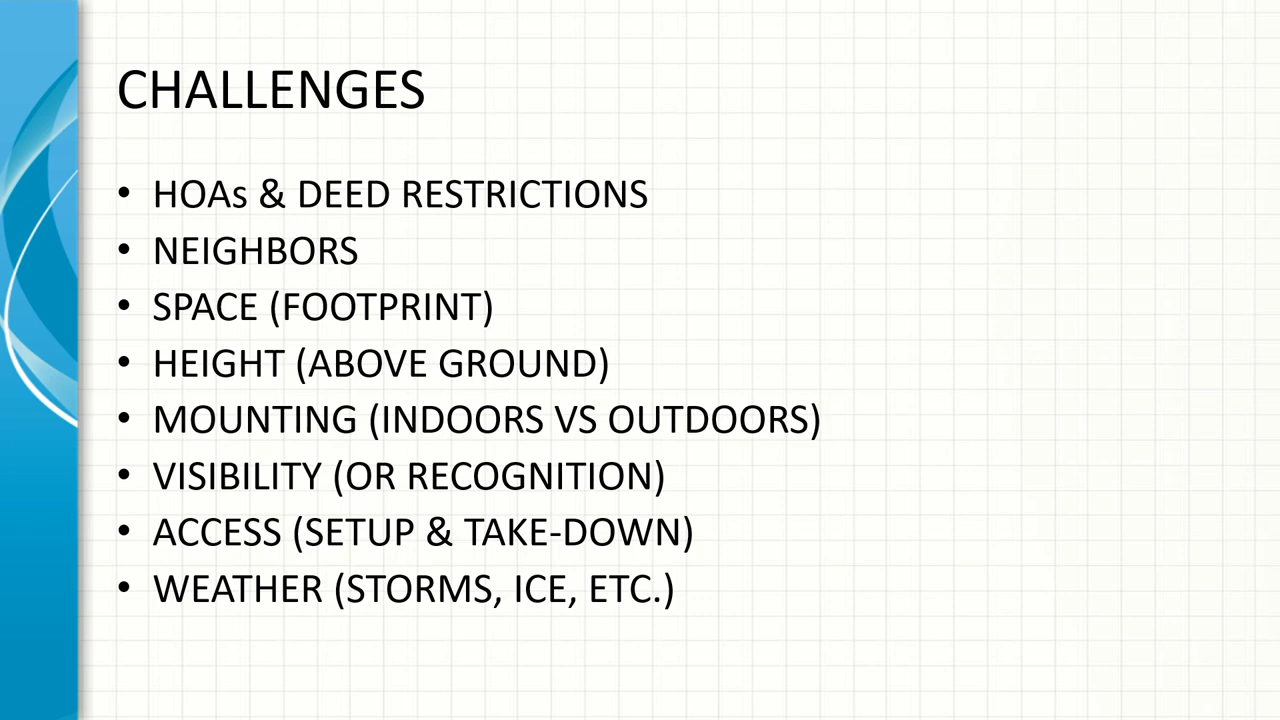 CHALLENGES
• HOAs & DEED RESTRICTIONS
• NEIGHBORS
• SPACE (FOOTPRINT)
• HEIGHT (ABOVE GROUND)
• MOUNTING (INDOORS VS OUTDOORS)
• VISIBILITY (OR RECOGNITION)
• ACCESS (SETUP & TAKE-DOWN)
• WEATHER (STORMS, ICE, ETC.)